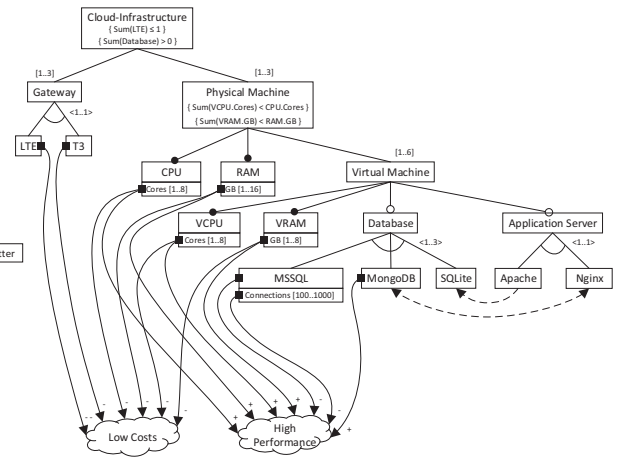 Cloud-Infrastructure
{ Sum(LTE) ≤ 1 }
{ Sum(Database) > 0 }
[1..3]
[1..3]
Gateway
Physical Machine
{ Sum(VCPU.Cores) < CPU.Cores }
{ Sum(VRAM.GB) < RAM.GB }
<1..1>
LTE
T3
[1..6]
CPU
RAM
Virtual Machine
Cores [1..8]
GB [1..16]
VCPU
VRAM
Database
Application Server
Cores [1..8]
GB [1..8]
<1..3>
<1..1>
MSSQL
MongoDB
SQLite
Apache
Nginx
Connections [100..1000]
--
-
-
-
-
-
+
+
+
+
-
-
+
Low Costs
High
Performance